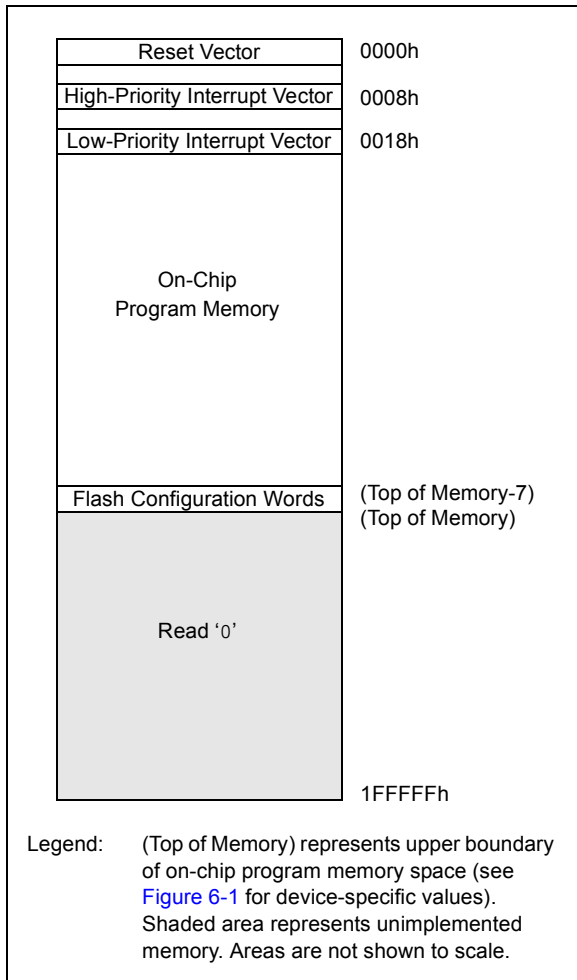 Reset Vector 0000h
High-Priority Interrupt Vector 0008h
Low-Priority Interrupt Vector 0018h
On-Chip
Program Memory
Flash Configuration Words (Top of Memory-7)
(Top of Memory)
Read ‘0’
1FFFFFh
Legend: (Top of Memory) represents upper boundary
of on-chip program memory space (see
Figure 6-1 for device-specific values).
Shaded area represents unimplemented
memory. Areas are not shown to scale.